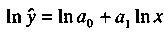 ln ŷ = ln a₀ + a₁ ln x